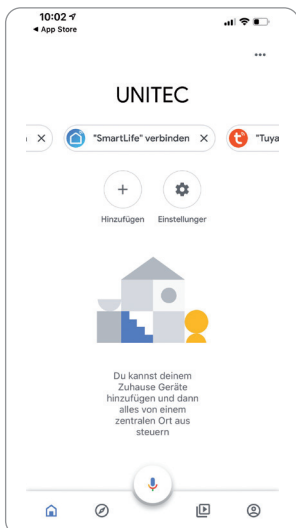 10:02
◀ App Store
UNITEC
"SmartLife" verbinden
"Tuya
Hinzufügen
Einstellunger
Du kannst deinem
Zuhause Geräte
hinzufügen und dann
alles von einem
zentralen Ort aus
steuern